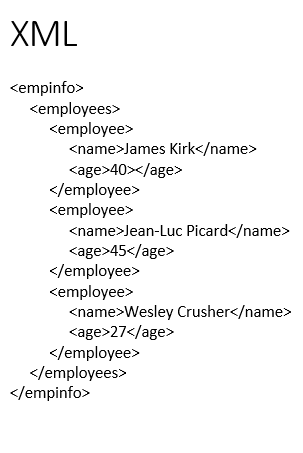 XML
<empinfo>
<employees>
<employee>
<name>James Kirk</name>
<age>40></age>
</employee>
<employee>
<name>Jean-Luc Picard</name>
<age>45</age>
</employee>
<employee>
<name>Wesley Crusher</name>
<age>27</age>
</employee>
</employees>
</empinfo>